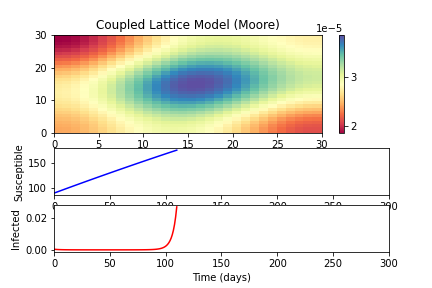 Coupled Lattice Model (Moore)
1e−5
30
20
10
0
0 5 10 15 20 25 30
3
2
Susceptible
150
100
0 50 100 150 200 250 300
Infected
0.02
0.00
0 50 100 150 200 250 300
Time (days)